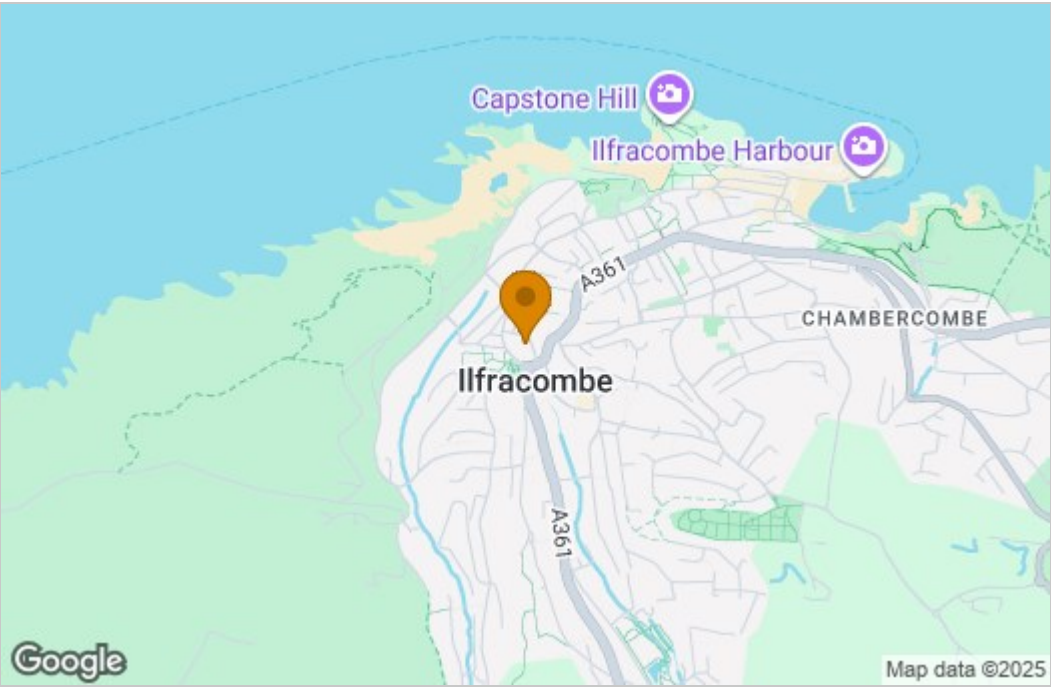 Capstone Hill
Ilfracombe Harbour
A361
CHAMBERCOMBE
Ilfracombe
A361
Google
Map data ©2025